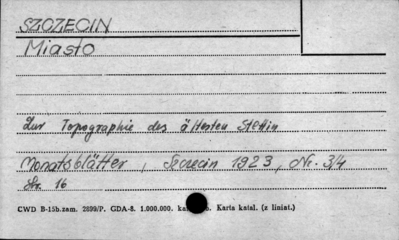 SZCZECIN
Miasto
Zur Topographie des ältesten Stettin
Monatsblätter, Szczecin 1923, Nr. 3/4
Str. 16
CWD B-15b.zam. 2899/P. GDA-8. 1.000.000. Karta katal. (z liniat.)